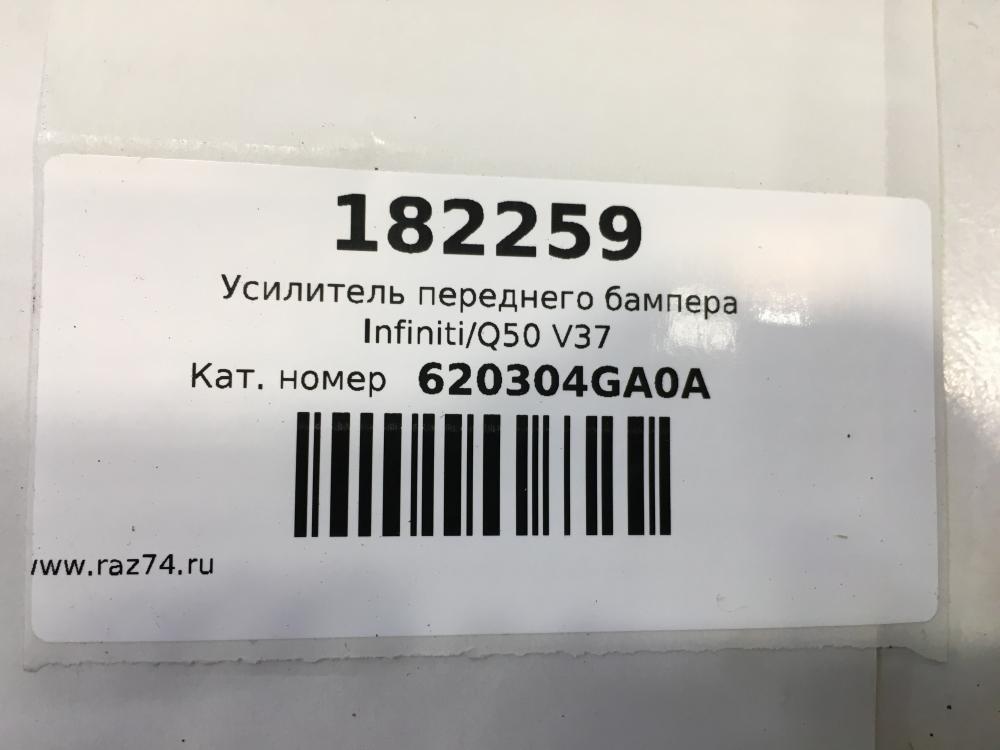 182259
Усилитель переднего бампера
Infiniti/Q50 V37
Кат. номер 620304GA0A
www.raz74.ru